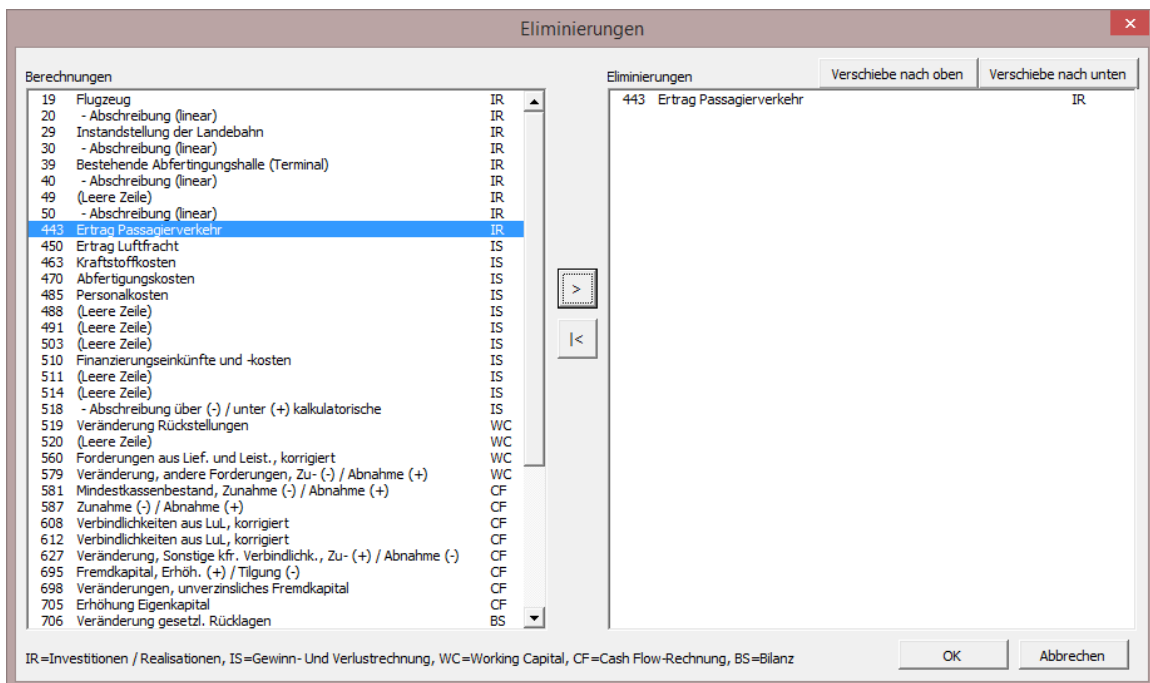 Eliminierungen
Berechnungen
Eliminierungen
Verschiebe nach oben
Verschiebe nach unten
19 Flugzeug IR
20 - Abschreibung (linear) IR
29 Instandstellung der Landebahn IR
30 - Abschreibung (linear) IR
39 Bestehende Abfertingungshalle (Terminal) IR
40 - Abschreibung (linear) IR
49 (Leere Zeile) IR
50 - Abschreibung (linear) IR
443 Ertrag Passagierverkehr IR
450 Ertrag Luftfracht IS
463 Kraftstoffkosten IS
470 Abfertigungskosten IS
485 Personalkosten IS
488 (Leere Zeile) IS
491 (Leere Zeile) IS
503 (Leere Zeile) IS
510 Finanzierungseinkünfte und -kosten IS
511 (Leere Zeile) IS
514 (Leere Zeile) IS
518 - Abschreibung über (-) / unter (+) kalkulatorische IS
519 Veränderung Rückstellungen WC
520 (Leere Zeile) WC
560 Forderungen aus Lief. und Leist., korrigiert WC
579 Veränderung, andere Forderungen, Zu- (-) / Abnahme (+) WC
581 Mindestkassenbestand, Zunahme (-) / Abnahme (+) CF
587 Zunahme (-) / Abnahme (+) CF
608 Verbindlichkeiten aus LuL, korrigiert CF
612 Verbindlichkeiten aus LuL, korrigiert CF
627 Veränderung, Sonstige kfr. Verbindlichk., Zu- (+) / Abnahme (-) CF
695 Fremdkapital, Erhöh. (+) / Tilgung (-) CF
698 Veränderungen, unverzinsliches Fremdkapital CF
705 Erhöhung Eigenkapital CF
706 Veränderung gesetzl. Rücklagen BS
>
|<
443 Ertrag Passagierverkehr IR
IR=Investitionen / Realisationen, IS=Gewinn- Und Verlustrechnung, WC=Working Capital, CF=Cash Flow-Rechnung, BS=Bilanz
OK
Abbrechen